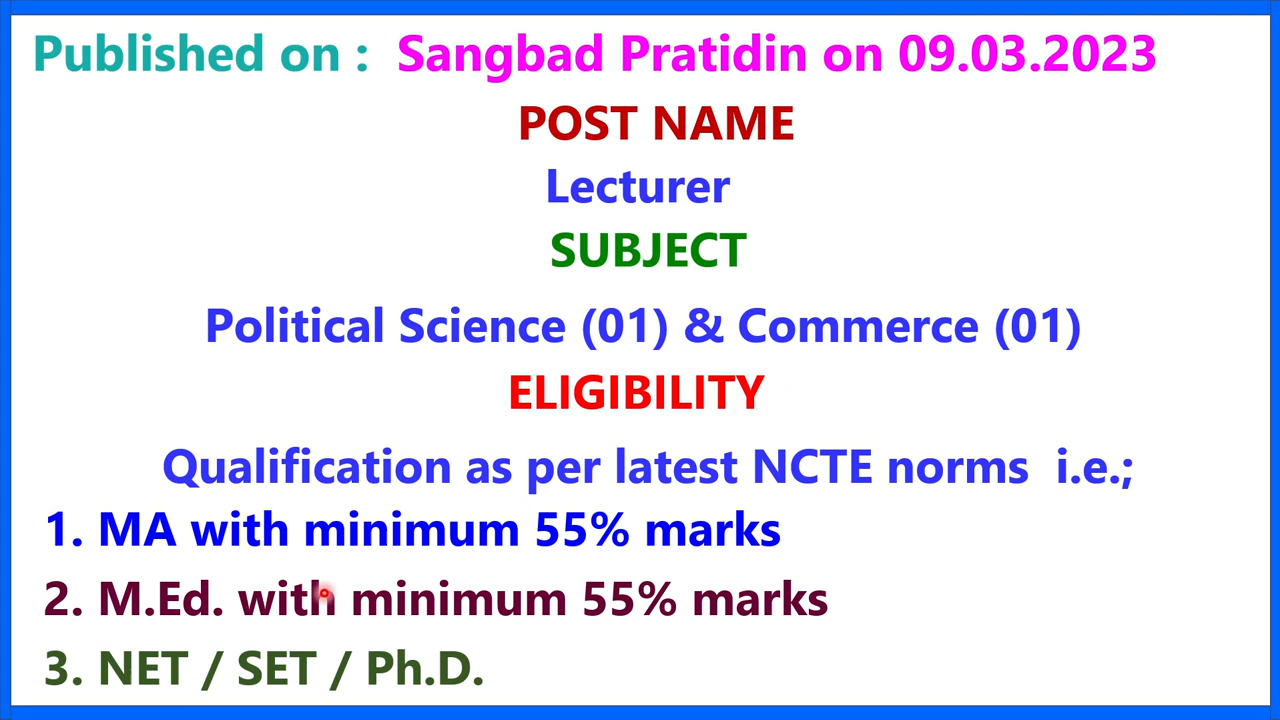 Published on : Sangbad Pratidin on 09.03.2023
POST NAME
Lecturer
SUBJECT
Political Science (01) & Commerce (01)
ELIGIBILITY
Qualification as per latest NCTE norms i.e.;
1. MA with minimum 55% marks
2. M.Ed. with minimum 55% marks
3. NET / SET / Ph.D.